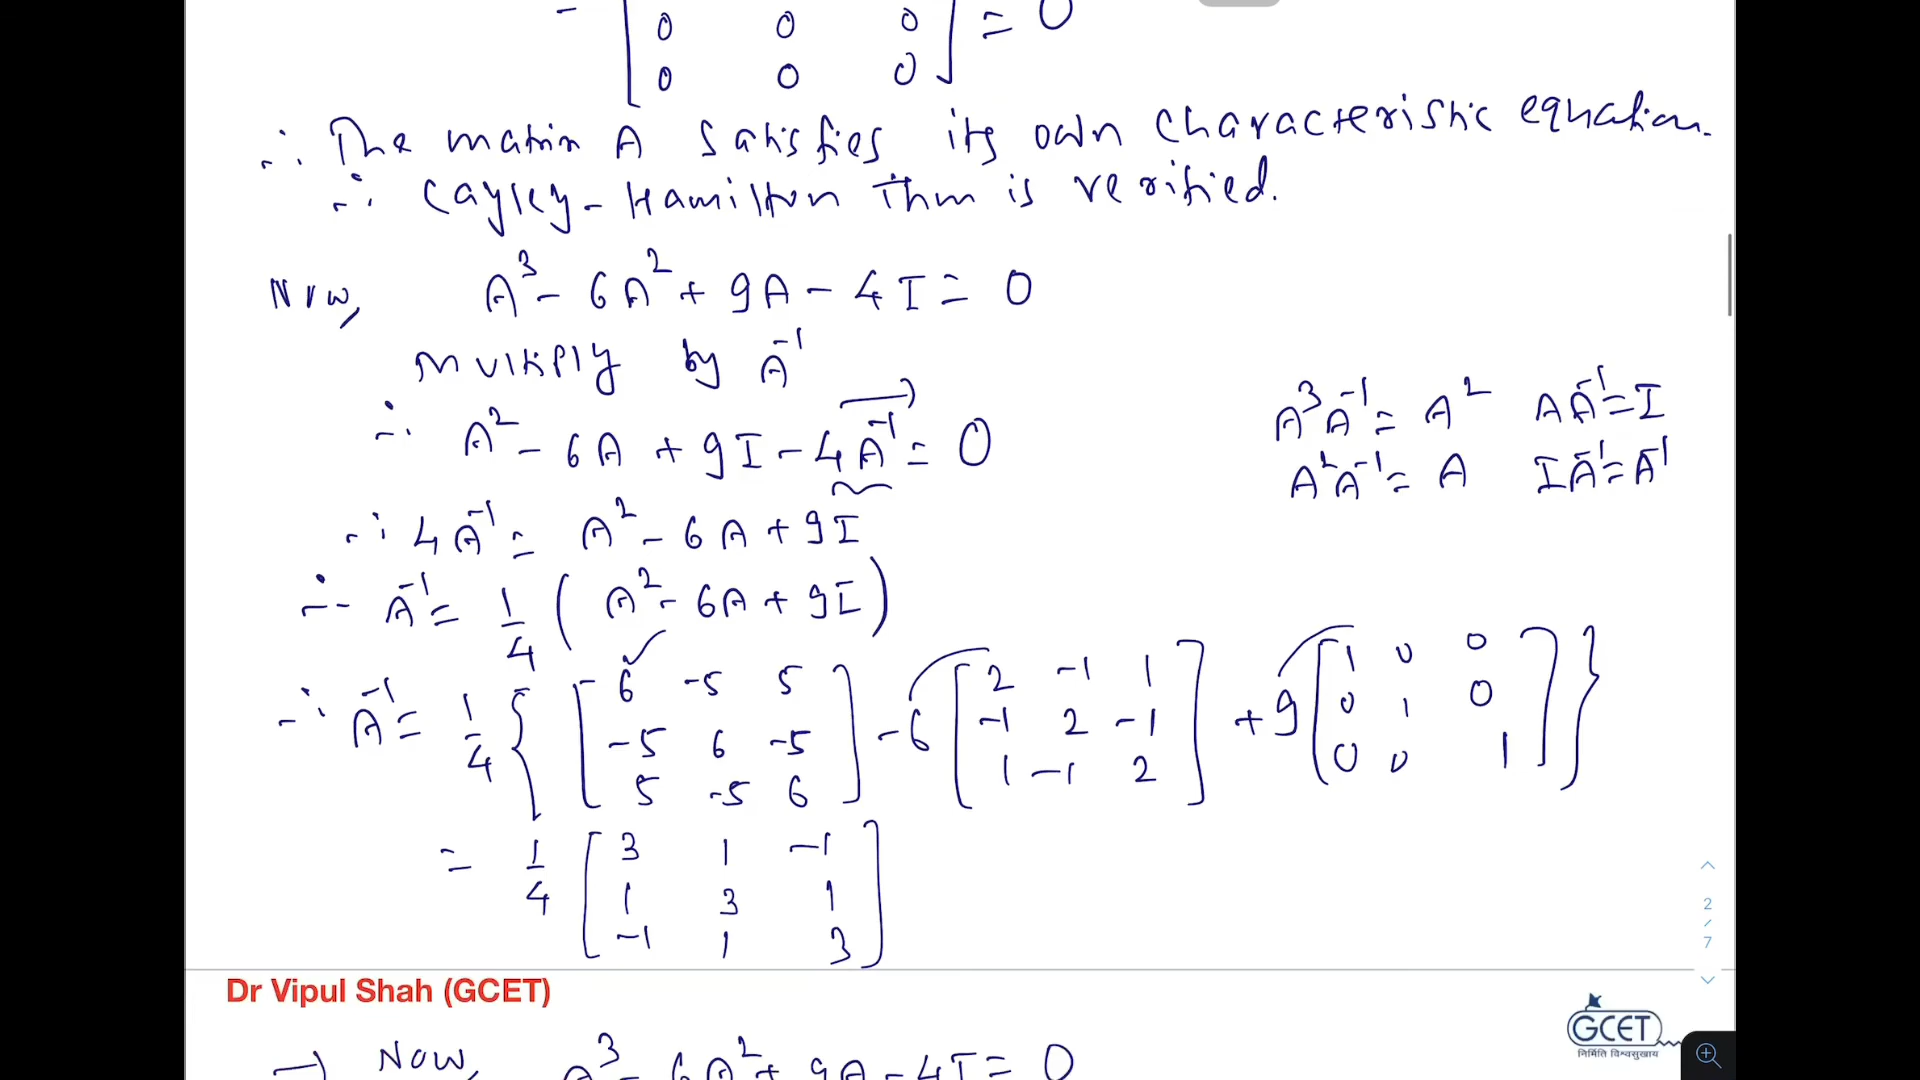 - [ 0 0 0 ] = 0
0 0 0
∴ The matrix A satisfies its own characteristic equation.
∴ Cayley-Hamilton Thm is verified.
Now, A³ - 6A² + 9A - 4I = 0
multiply by A⁻¹
∴ A² - 6A + 9I - 4A⁻¹ = 0
A³A⁻¹ = A² AA⁻¹ = I
A²A⁻¹ = A IA⁻¹ = A⁻¹
∴ 4A⁻¹ = A² - 6A + 9I
∴ A⁻¹ = 1/4 ( A² - 6A + 9I )
∴ A⁻¹ = 1/4 { [ 6 -5 5 ] - 6 [ 2 -1 1 ] + 9 [ 1 0 0 ] }
-5 6 -5 -1 2 -1 0 1 0
5 -5 6 1 -1 2 0 0 1
= 1/4 [ 3 1 -1 ]
1 3 1
-1 1 3
Dr Vipul Shah (GCET)
GCET
निर्मिति विश्वसुखाय
→ Now, A³ - 6A² + 9A - 4I = 0
2
/
7